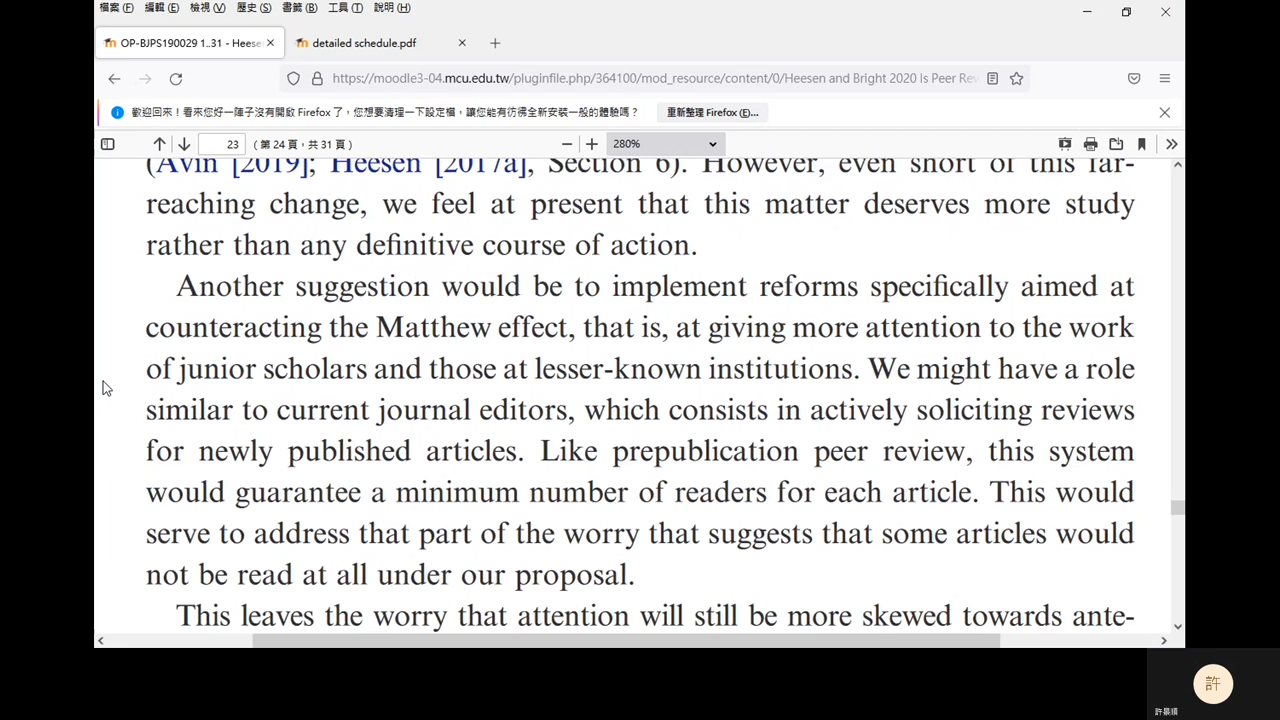 檔案(F) 編輯(E) 檢視(V) 歷史(S) 書籤(B) 工具(T) 說明(H)
OP-BJPS190029 1..31 - Heese
detailed schedule.pdf
https://moodle3-04.mcu.edu.tw/pluginfile.php/364100/mod_resource/content/0/Heesen and Bright 2020 Is Peer Rev
歡迎回來！看來您好一陣子沒有開啟 Firefox 了，您想要清理一下設定檔，讓您能有彷彿全新安裝一般的體驗嗎？ 重新整理 Firefox (E)...
23 (第 24 頁，共 31 頁) 280%
(Avin [2019]; Heesen [2017a], Section 6). However, even short of this far-
reaching change, we feel at present that this matter deserves more study
rather than any definitive course of action.
Another suggestion would be to implement reforms specifically aimed at
counteracting the Matthew effect, that is, at giving more attention to the work
of junior scholars and those at lesser-known institutions. We might have a role
similar to current journal editors, which consists in actively soliciting reviews
for newly published articles. Like prepublication peer review, this system
would guarantee a minimum number of readers for each article. This would
serve to address that part of the worry that suggests that some articles would
not be read at all under our proposal.
This leaves the worry that attention will still be more skewed towards ante-
許